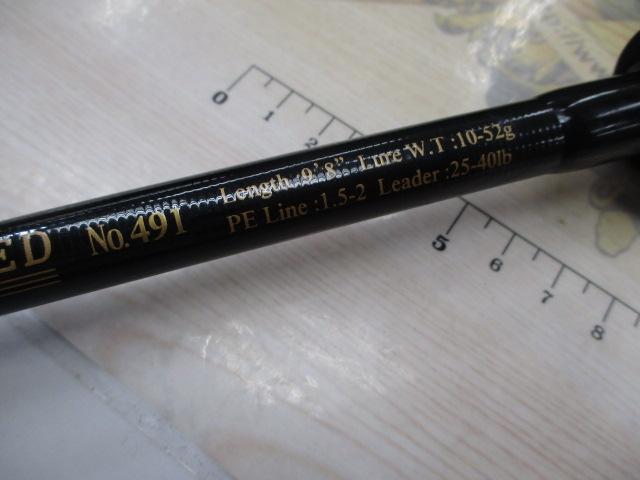 ED No.491
Length :9'8" Lure W.T :10-52g
PE Line :1.5-2 Leader :25-40lb
0 1 2
5 6 7 8